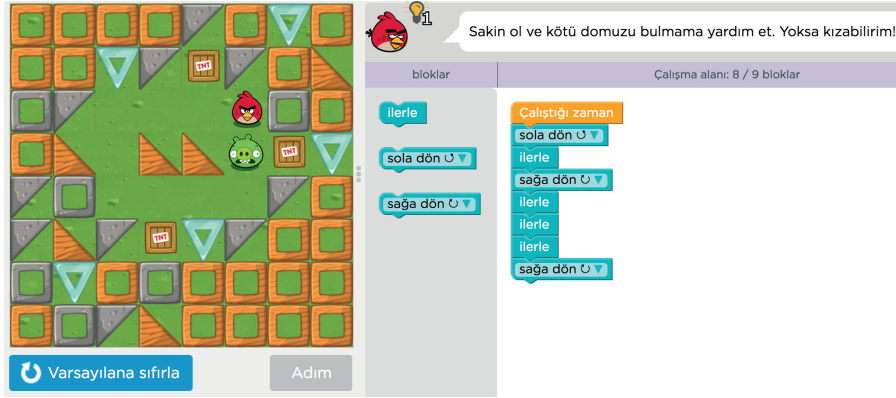 1
Sakin ol ve kötü domuzu bulmama yardım et. Yoksa kızabilirim!
bloklar
Çalışma alanı: 8 / 9 bloklar
TNT
TNT
TNT
ilerle
sola dön
sağa dön
Çalıştığı zaman
sola dön
ilerle
sağa dön
ilerle
ilerle
ilerle
sağa dön
Varsayılana sıfırla
Adım